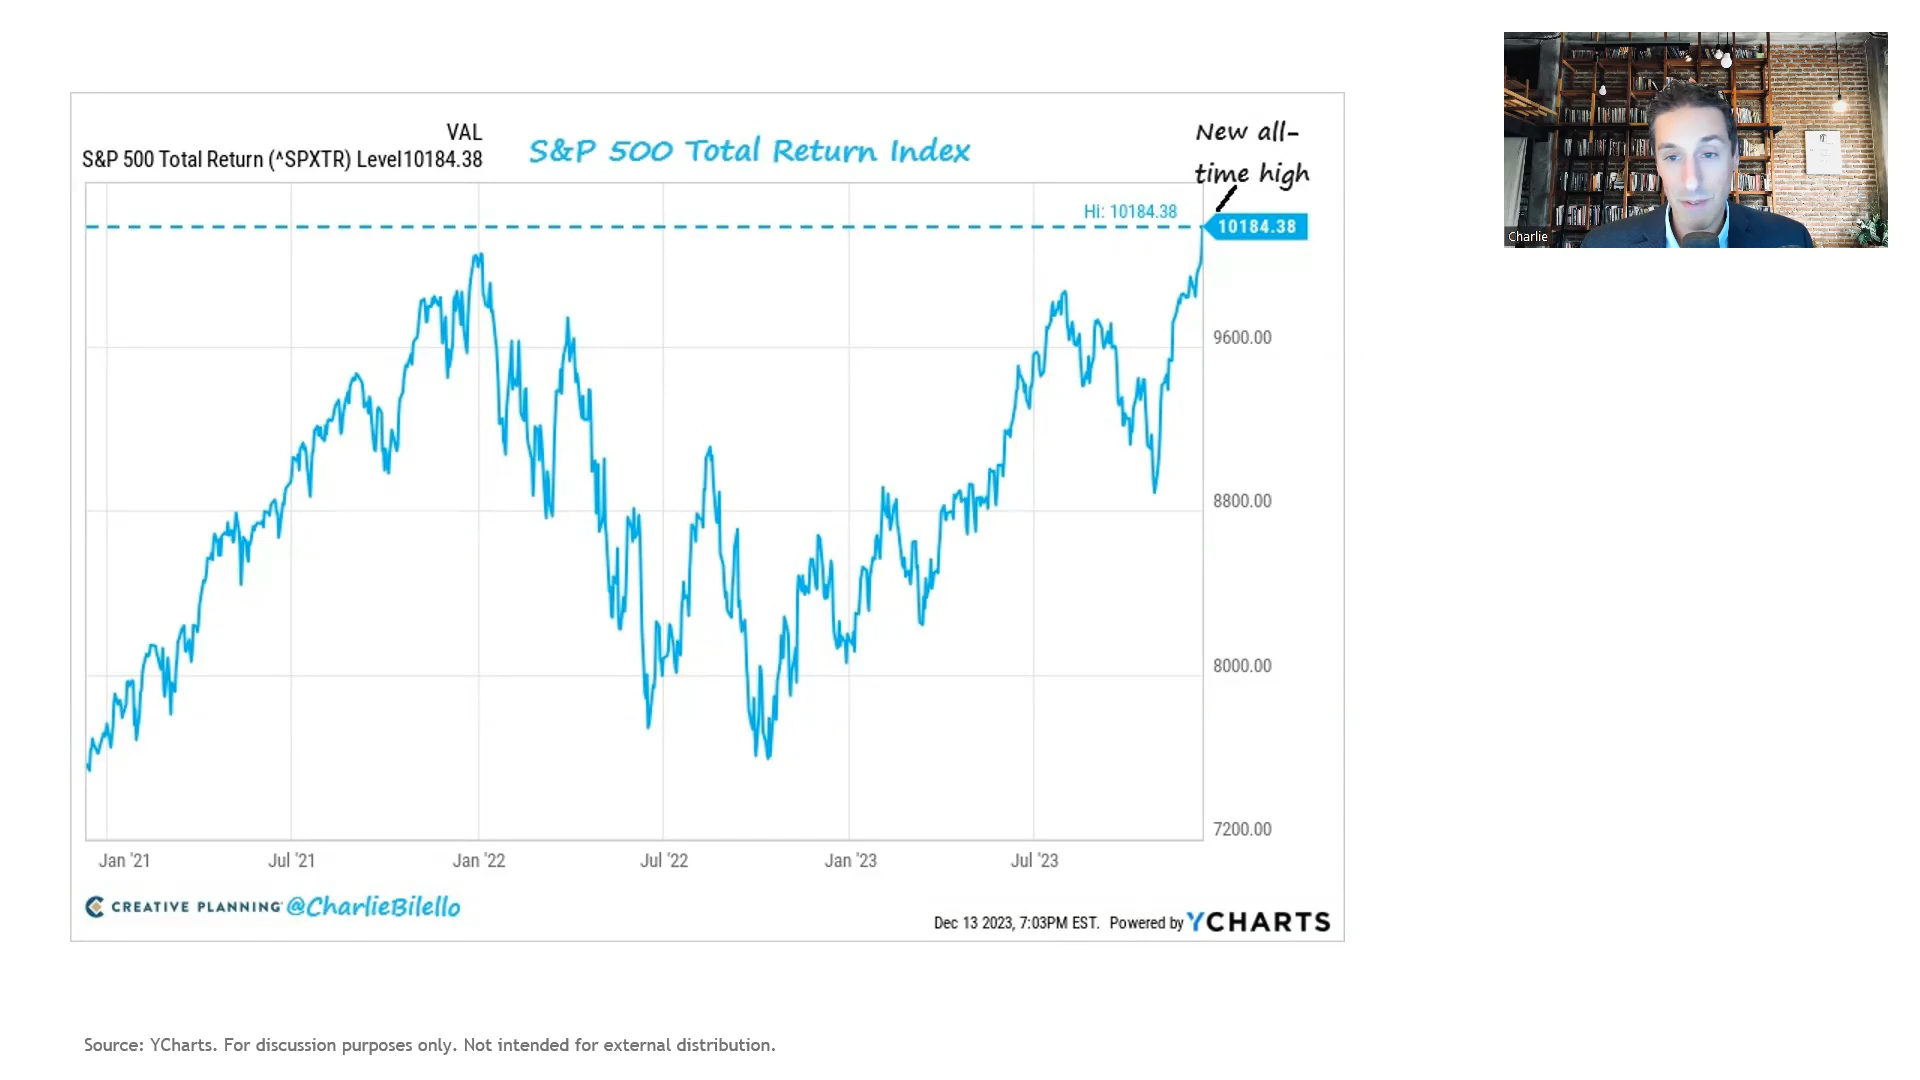 VAL
S&P 500 Total Return (^SPXTR) Level10184.38
S&P 500 Total Return Index
New all-
time high
Hi: 10184.38
10184.38
9600.00
8800.00
8000.00
7200.00
Jan '21
Jul '21
Jan '22
Jul '22
Jan '23
Jul '23
CREATIVE PLANNING @CharlieBilello
Dec 13 2023, 7:03PM EST. Powered by YCHARTS
Source: YCharts. For discussion purposes only. Not intended for external distribution.
Charlie